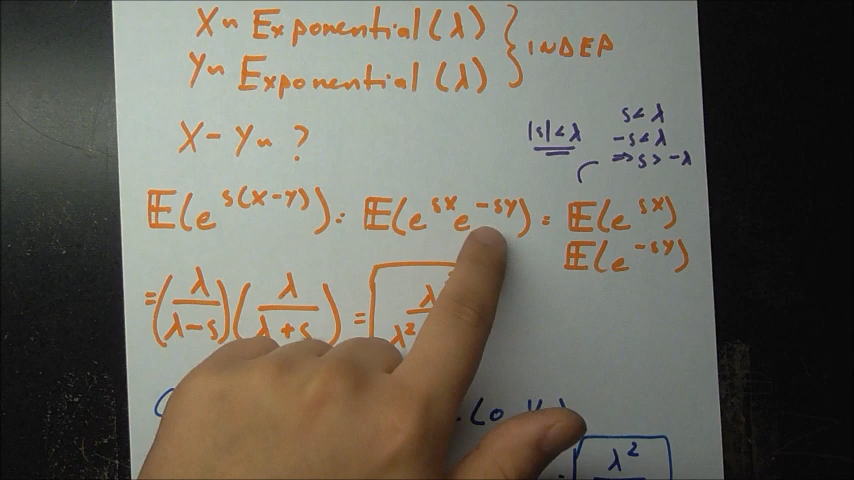 X ~ Exponential (λ)
Y ~ Exponential (λ) } INDEP
X - Y ~ ?
|s| < λ
s < λ
-s < λ
⇒ s > -λ
𝔼(e^{s(X-Y)}) = 𝔼(e^{sX} e^{-sY}) = 𝔼(e^{sX})
𝔼(e^{-sY})
= (λ/(λ-s)) (λ/(λ+s)) =
λ²